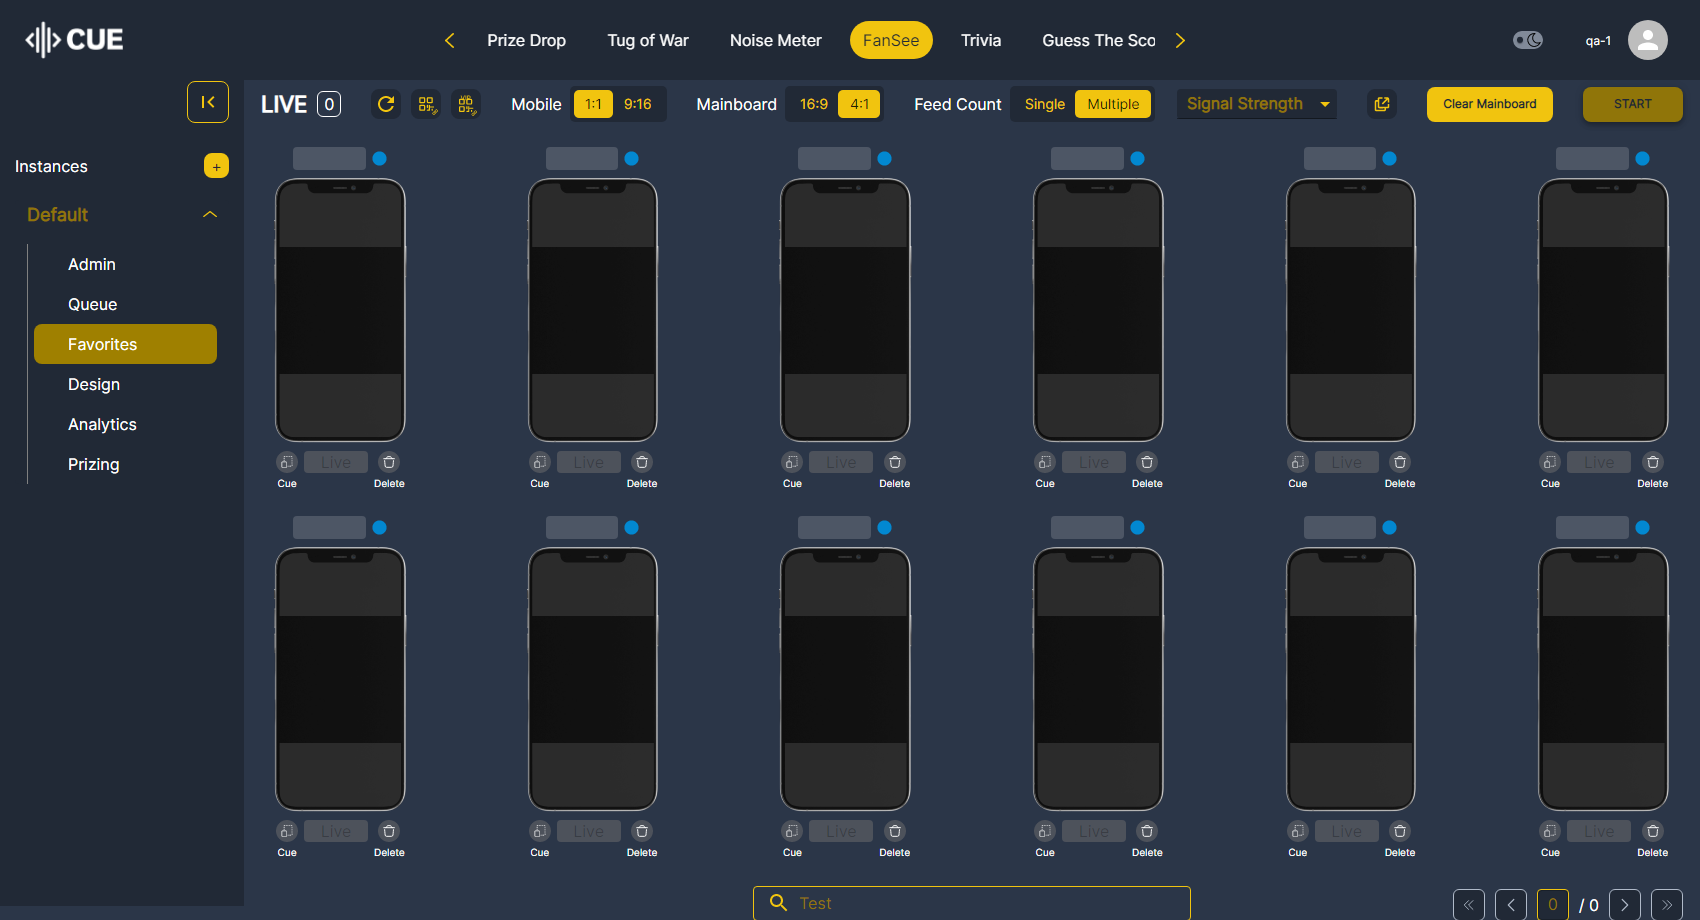 CUE
Prize Drop
Tug of War
Noise Meter
FanSee
Trivia
Guess The Sco
qa-1
LIVE 0
Mobile 1:1 9:16
Mainboard 16:9 4:1
Feed Count Single Multiple
Signal Strength
Clear Mainboard
START
Instances +
Default
Admin
Queue
Favorites
Design
Analytics
Prizing
Live Live Live Live Live Live
Cue Delete Cue Delete Cue Delete Cue Delete Cue Delete Cue Delete
Live Live Live Live Live Live
Cue Delete Cue Delete Cue Delete Cue Delete Cue Delete Cue Delete
Test
0 / 0